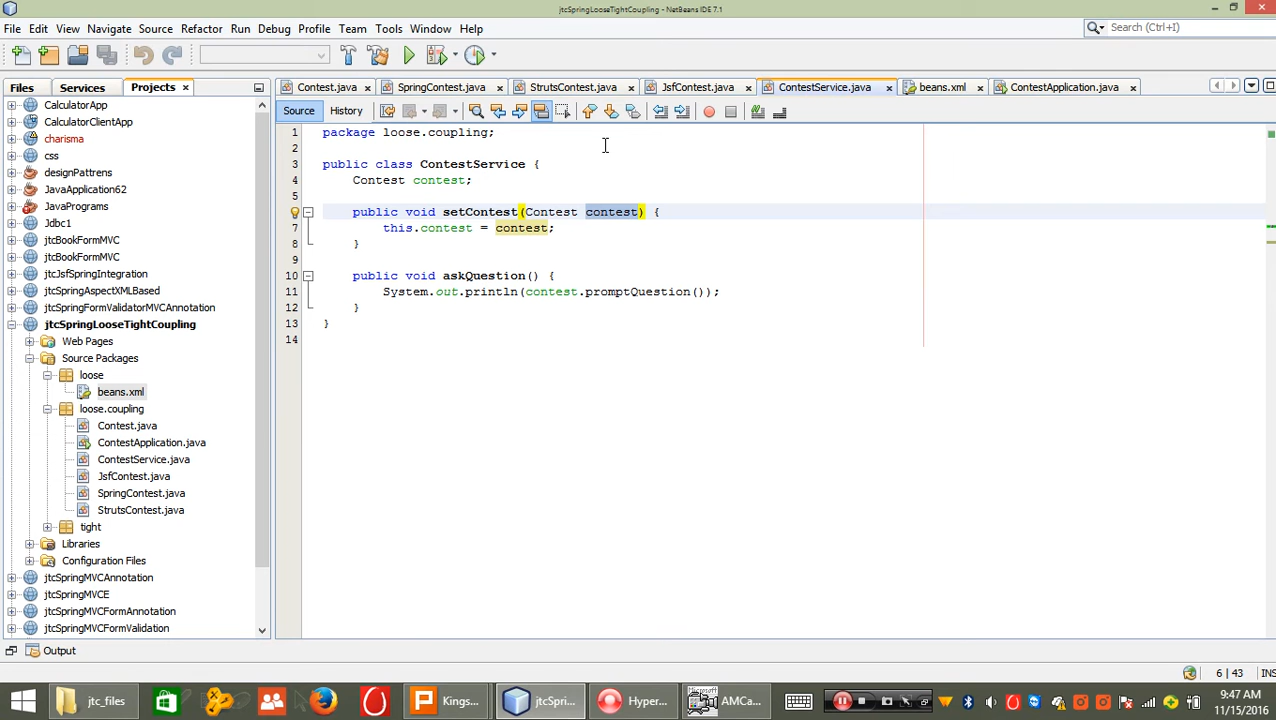 jtcSpringLooseTightCoupling - NetBeans IDE 7.1
File Edit View Navigate Source Refactor Run Debug Profile Team Tools Window Help
Search (Ctrl+I)
Files Services Projects
Contest.java SpringContest.java StrutsContest.java JsfContest.java ContestService.java beans.xml ContestApplication.java
Source History
CalculatorApp
CalculatorClientApp
charisma
css
designPattrens
JavaApplication62
JavaPrograms
Jdbc1
jtcBookFormMVC
jtcBookFormMVC
jtcJsfSpringIntegration
jtcSpringAspectXMLBased
jtcSpringFormValidatorMVCAnnotation
jtcSpringLooseTightCoupling
Web Pages
Source Packages
loose
beans.xml
loose.coupling
Contest.java
ContestApplication.java
ContestService.java
JsfContest.java
SpringContest.java
StrutsContest.java
tight
Libraries
Configuration Files
jtcSpringMVCAnnotation
jtcSpringMVCE
jtcSpringMVCFormAnnotation
jtcSpringMVCFormValidation
1 package loose.coupling;
2
3 public class ContestService {
4 Contest contest;
5
public void setContest(Contest contest) {
7 this.contest = contest;
8 }
9
10 public void askQuestion() {
11 System.out.println(contest.promptQuestion());
12 }
13 }
14
Output
6 | 43 INS
jtc_files Kings... jtcSpri... Hyper... AMCa...
9:47 AM
11/15/2016